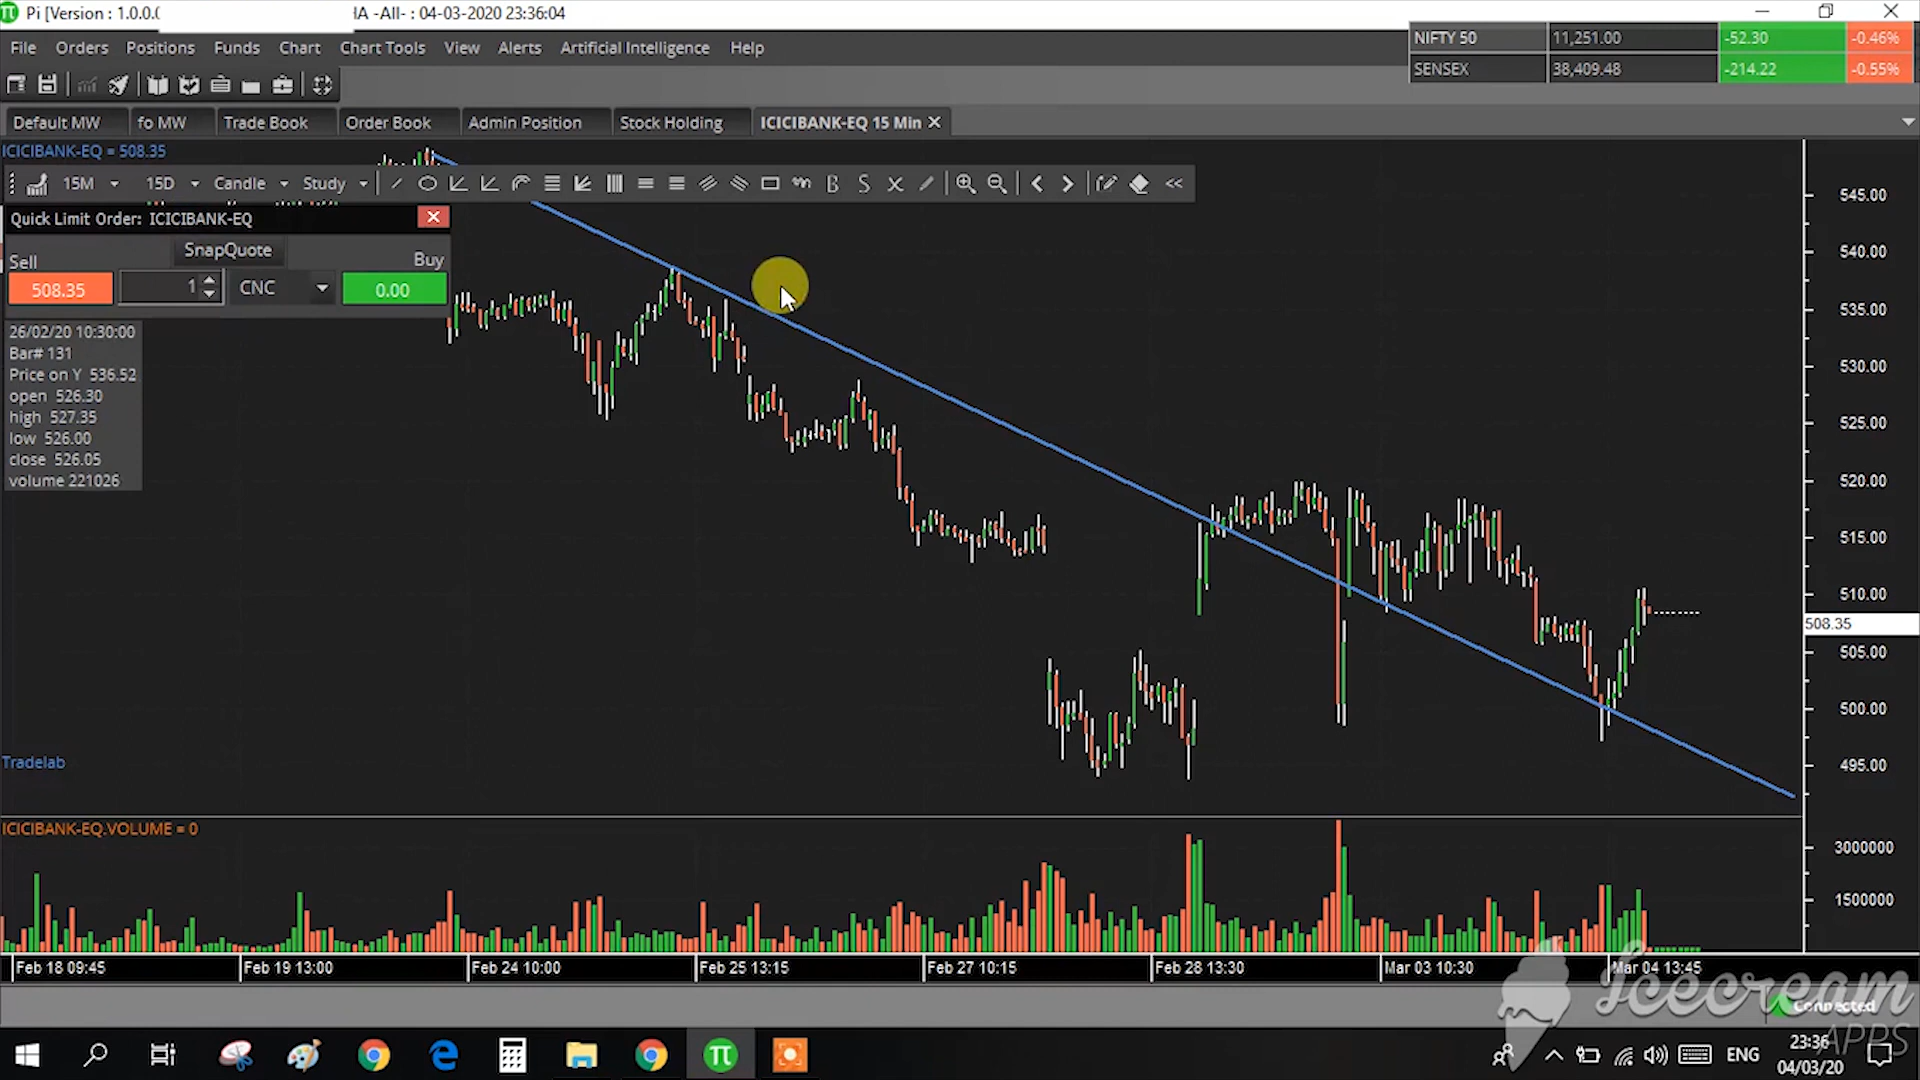 Pi [Version : 1.0.0.0 HA -All- : 04-03-2020 23:36:04
File Orders Positions Funds Chart Chart Tools View Alerts Artificial Intelligence Help
NIFTY 50 11,251.00 -52.30 -0.46%
SENSEX 38,409.48 -214.22 -0.55%
Default MW fo MW Trade Book Order Book Admin Position Stock Holding ICICIBANK-EQ 15 Min
ICICIBANK-EQ = 508.35
15M 15D Candle Study
Quick Limit Order: ICICIBANK-EQ
SnapQuote
Sell Buy
508.35 1 CNC 0.00
26/02/20 10:30:00
Bar# 131
Price on Y 536.52
open 526.30
high 527.35
low 526.00
close 526.05
volume 221026
545.00
540.00
535.00
530.00
525.00
520.00
515.00
510.00
508.35
505.00
500.00
495.00
Tradelab
ICICIBANK-EQ.VOLUME = 0
3000000
1500000
Feb 18 09:45 Feb 19 13:00 Feb 24 10:00 Feb 25 13:15 Feb 27 10:15 Feb 28 13:30 Mar 03 10:30 Mar 04 13:45
Icecream
APPS
Connected
ENG
23:36
04/03/20